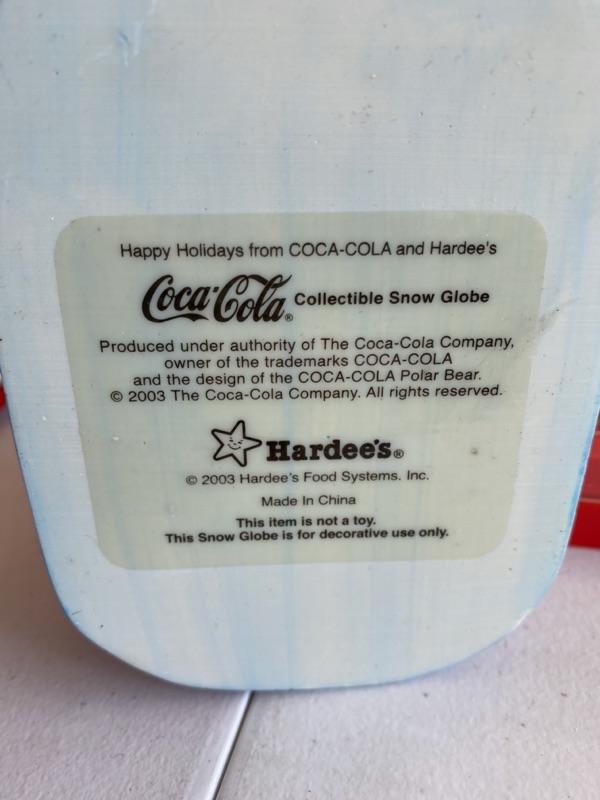 Happy Holidays from COCA-COLA and Hardee's
Coca-Cola® Collectible Snow Globe
Produced under authority of The Coca-Cola Company,
owner of the trademarks COCA-COLA
and the design of the COCA-COLA Polar Bear.
© 2003 The Coca-Cola Company. All rights reserved.
Hardee's®
© 2003 Hardee's Food Systems. Inc.
Made In China
This item is not a toy.
This Snow Globe is for decorative use only.